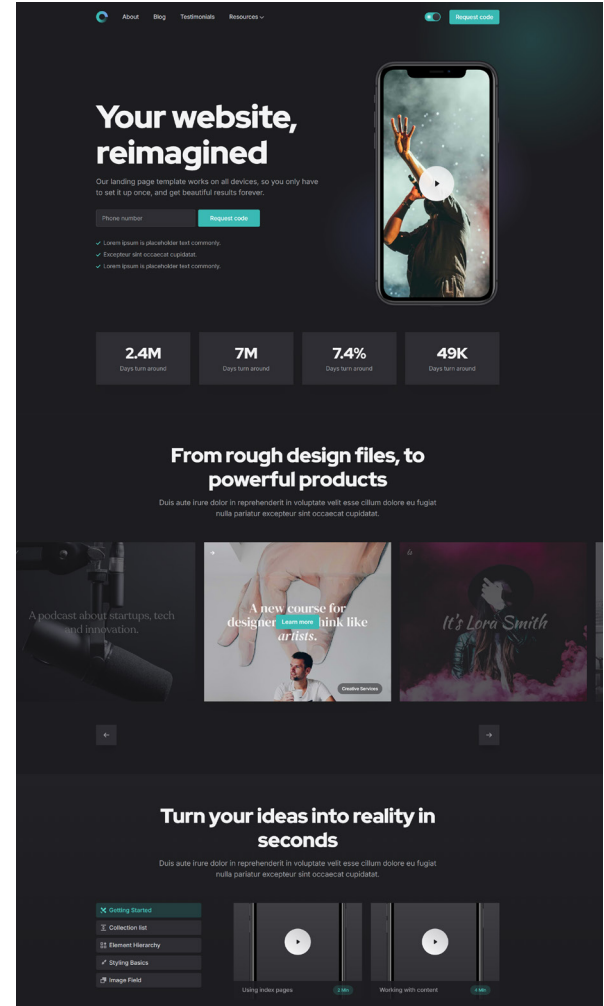 About Blog Testimonials Resources
Request code
Your website,
reimagined
Our landing page template works on all devices, so you only have
to set it up once, and get beautiful results forever.
Phone number
Request code
Lorem ipsum is placeholder text commonly.
Excepteur sint occaecat cupidatat.
Lorem ipsum is placeholder text commonly.
2.4M
Days turn around
7M
Days turn around
7.4%
Days turn around
49K
Days turn around
From rough design files, to
powerful products
Duis aute irure dolor in reprehenderit in voluptate velit esse cillum dolore eu fugiat
nulla pariatur excepteur sint occaecat cupidatat.
A podcast about startups, tech
and innovation.
A new course for
designer hink like
artists.
Learn more
Creative Services
It's Lora Smith
Turn your ideas into reality in
seconds
Duis aute irure dolor in reprehenderit in voluptate velit esse cillum dolore eu fugiat
nulla pariatur excepteur sint occaecat cupidatat.
Getting Started
Collection list
Element Hierarchy
Styling Basics
Image Field
Using index pages
2 Min
Working with content
4 Min